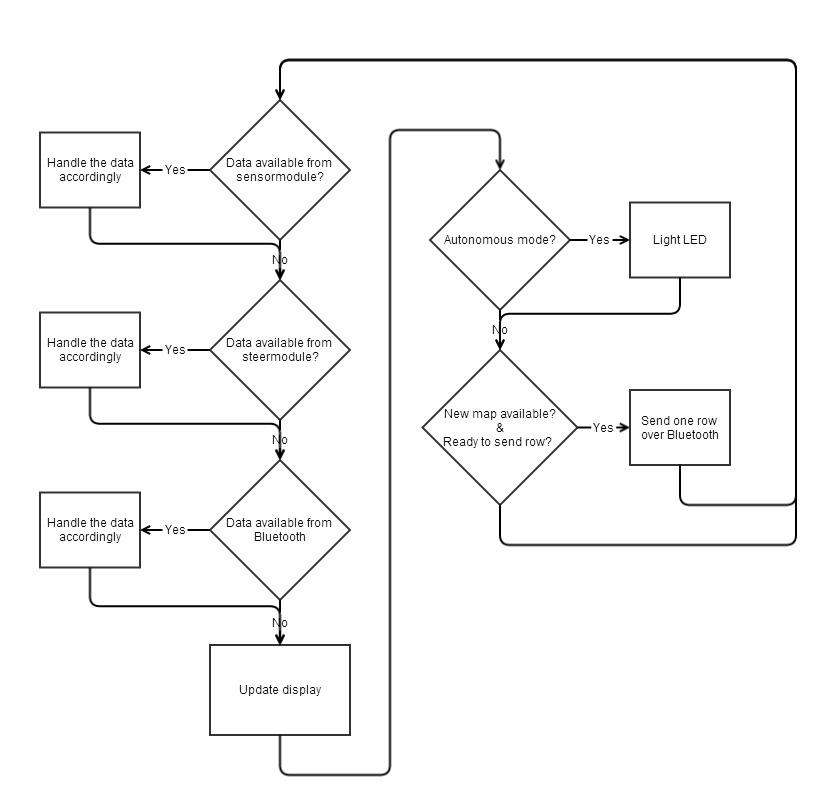 Data available from
sensormodule?
Yes
Handle the data
accordingly
No
Data available from
steermodule?
Yes
Handle the data
accordingly
No
Data available from
Bluetooth
Yes
Handle the data
accordingly
No
Update display
Autonomous mode?
Yes
Light LED
No
New map available?
&
Ready to send row?
Yes
Send one row
over Bluetooth